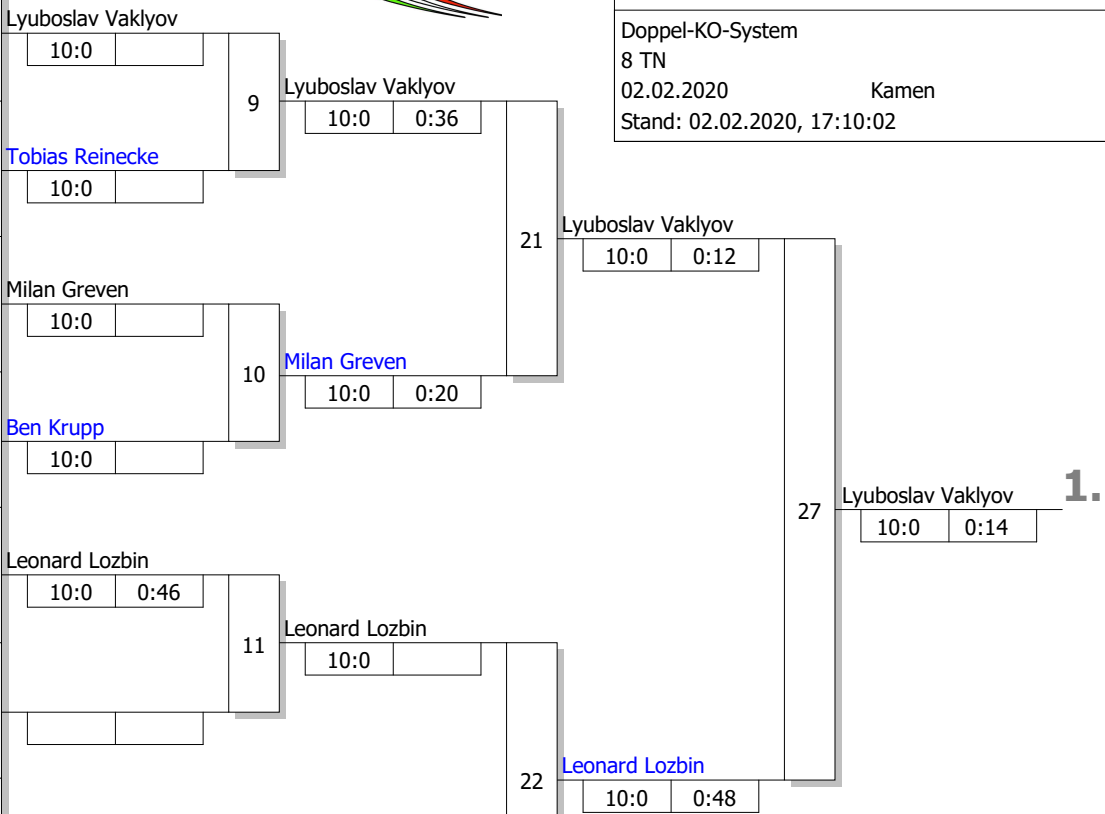 Lyuboslav Vaklyov
10:0
Doppel-KO-System
8 TN
02.02.2020 Kamen
Stand: 02.02.2020, 17:10:02
9
Lyuboslav Vaklyov
10:0 0:36
Tobias Reinecke
10:0
21
Lyuboslav Vaklyov
10:0 0:12
Milan Greven
10:0
10
Milan Greven
10:0 0:20
Ben Krupp
10:0
27
Lyuboslav Vaklyov
10:0 0:14
1.
Leonard Lozbin
10:0 0:46
11
Leonard Lozbin
10:0
22
Leonard Lozbin
10:0 0:48